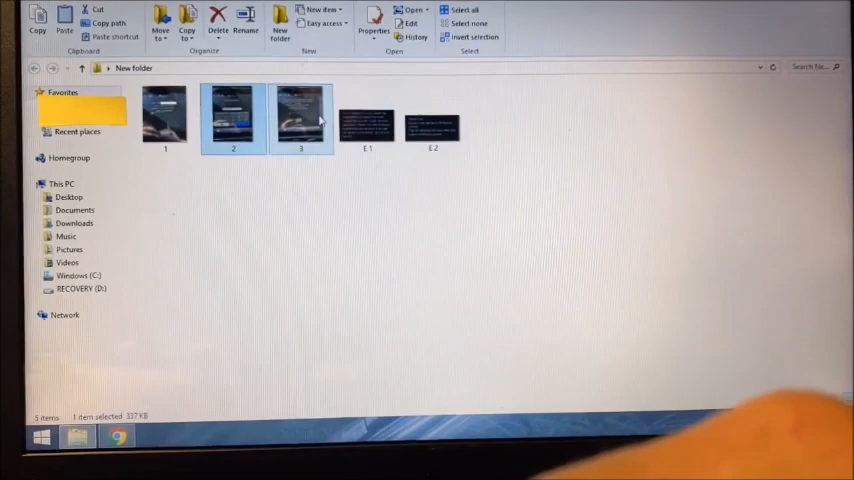 Cut
Copy path
Paste shortcut
Copy
Paste
Clipboard
Move to
Copy to
Delete
Rename
Organize
New folder
New item
Easy access
New
Properties
Open
Edit
History
Open
Select all
Select none
Invert selection
Select
New folder
Search Ne...
Favorites
Recent places
Homegroup
This PC
Desktop
Documents
Downloads
Music
Pictures
Videos
Windows (C:)
RECOVERY (D:)
Network
1
2
3
E 1
E 2
5 items
1 item selected 337 KB